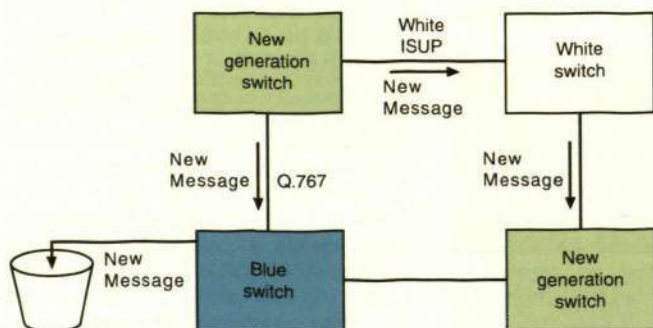 New
generation
switch
White
ISUP
New
Message
White
switch
New
Message
Q.767
New
Message
New
Message
Blue
switch
New
generation
switch